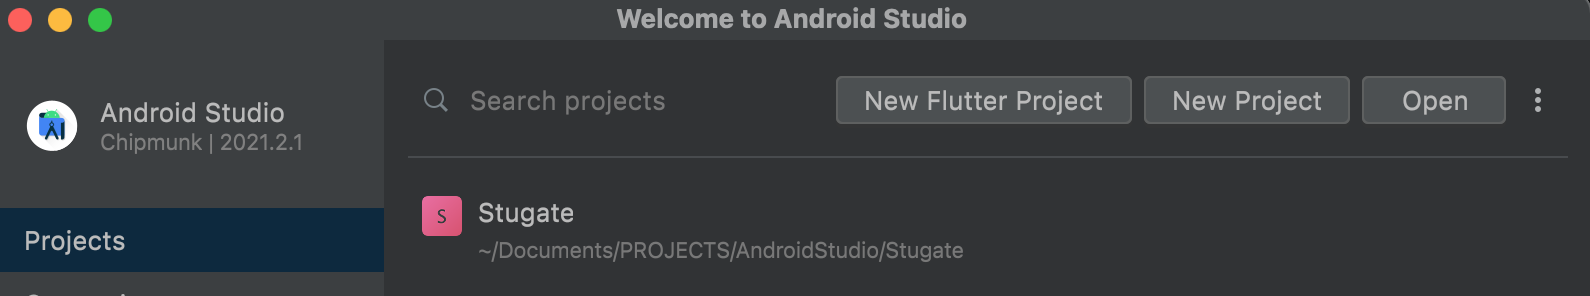 Welcome to Android Studio
Android Studio
Chipmunk | 2021.2.1
Search projects
New Flutter Project
New Project
Open
Projects
S
Stugate
~/Documents/PROJECTS/AndroidStudio/Stugate